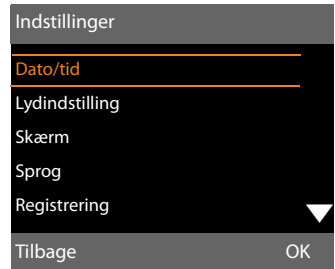 Indstillinger
Dato/tid
Lydindstilling
Skærm
Sprog
Registrering
Tilbage OK